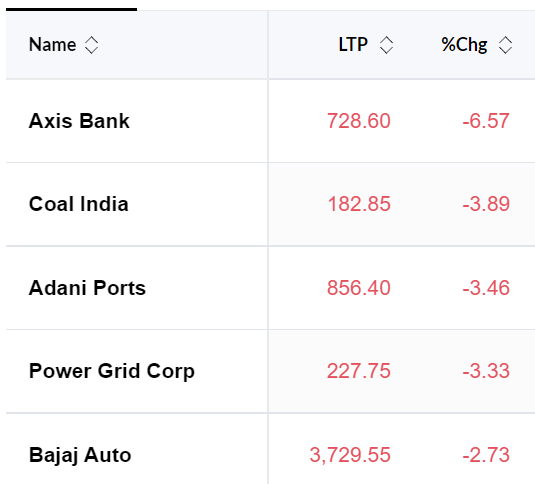 Name LTP %Chg
Axis Bank 728.60 -6.57
Coal India 182.85 -3.89
Adani Ports 856.40 -3.46
Power Grid Corp 227.75 -3.33
Bajaj Auto 3,729.55 -2.73